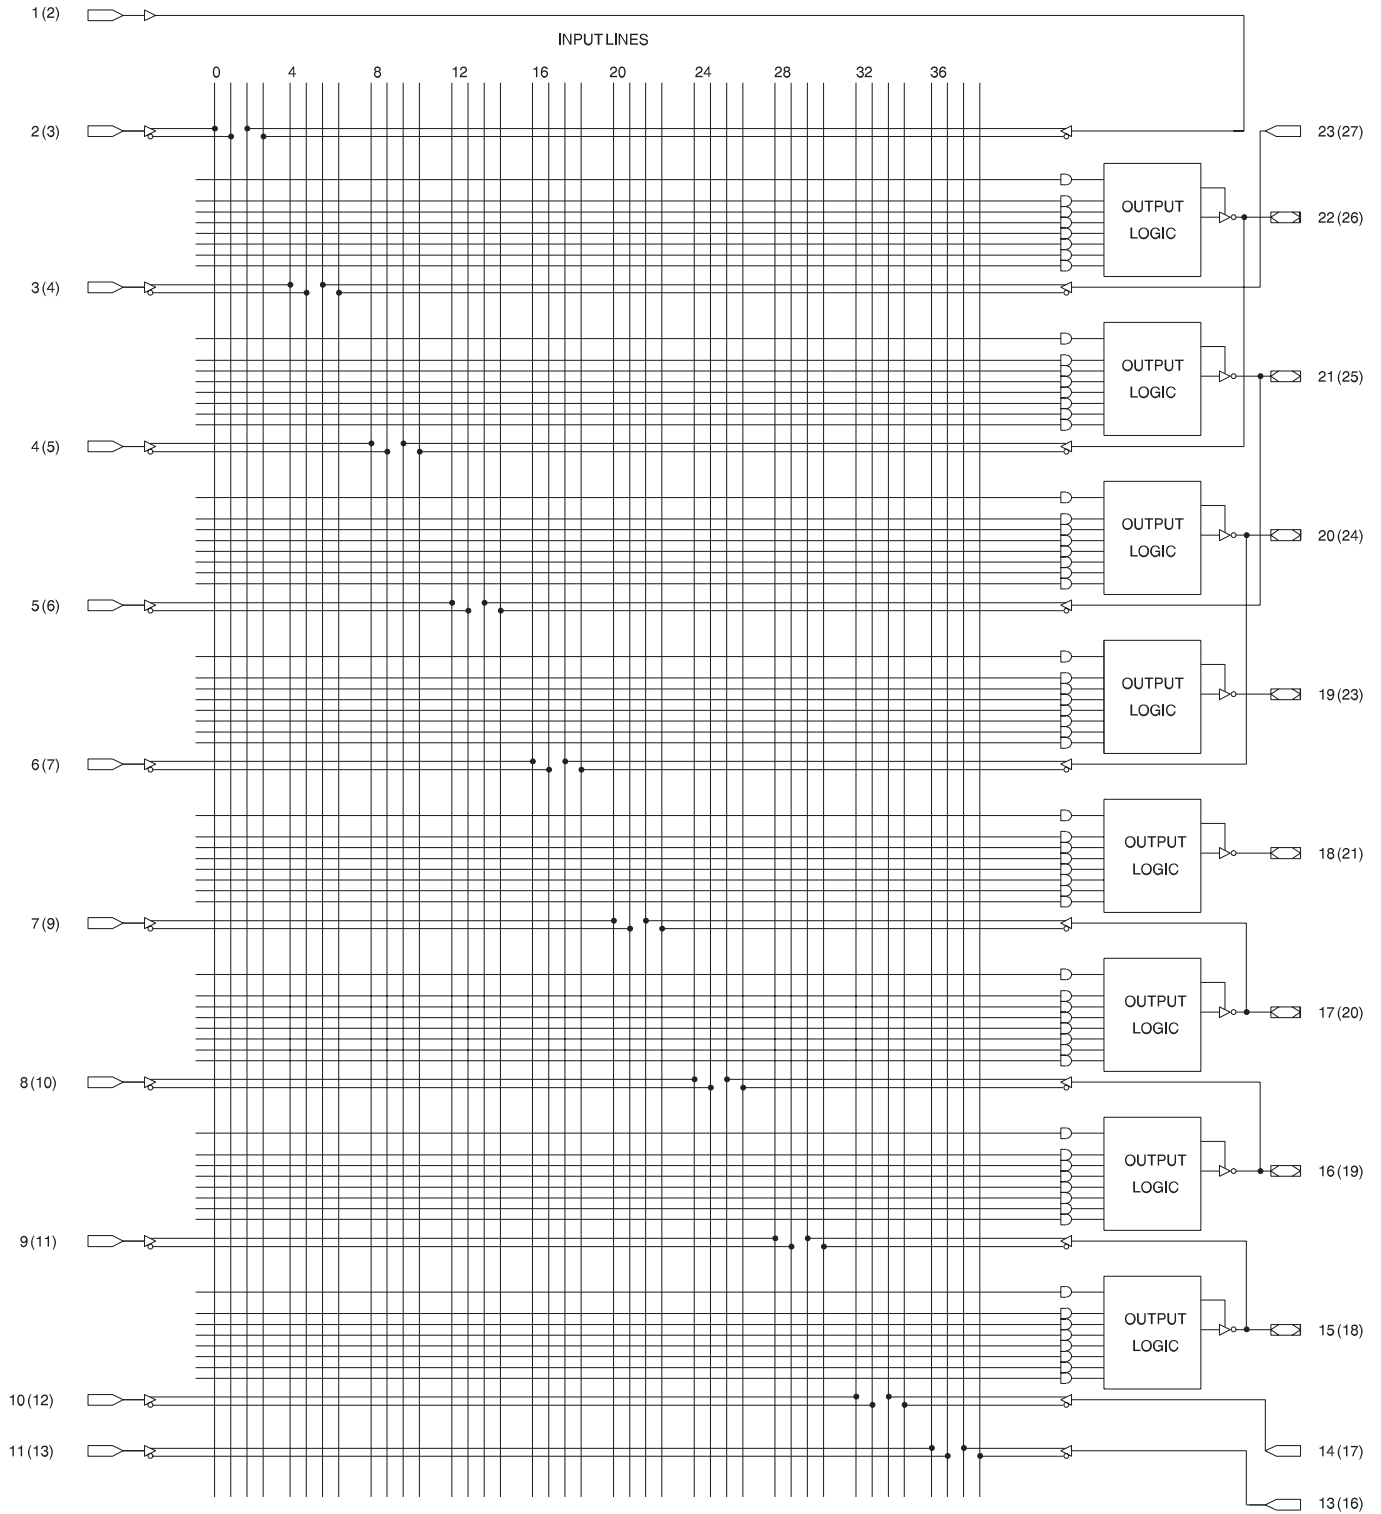 1(2)
INPUT LINES
0 4 8 12 16 20 24 28 32 36
2(3)
23(27)
OUTPUT
LOGIC
22(26)
3(4)
OUTPUT
LOGIC
21(25)
4(5)
OUTPUT
LOGIC
20(24)
5(6)
OUTPUT
LOGIC
19(23)
6(7)
OUTPUT
LOGIC
18(21)
7(9)
OUTPUT
LOGIC
17(20)
8(10)
OUTPUT
LOGIC
16(19)
9(11)
OUTPUT
LOGIC
15(18)
10(12)
11(13)
14(17)
13(16)